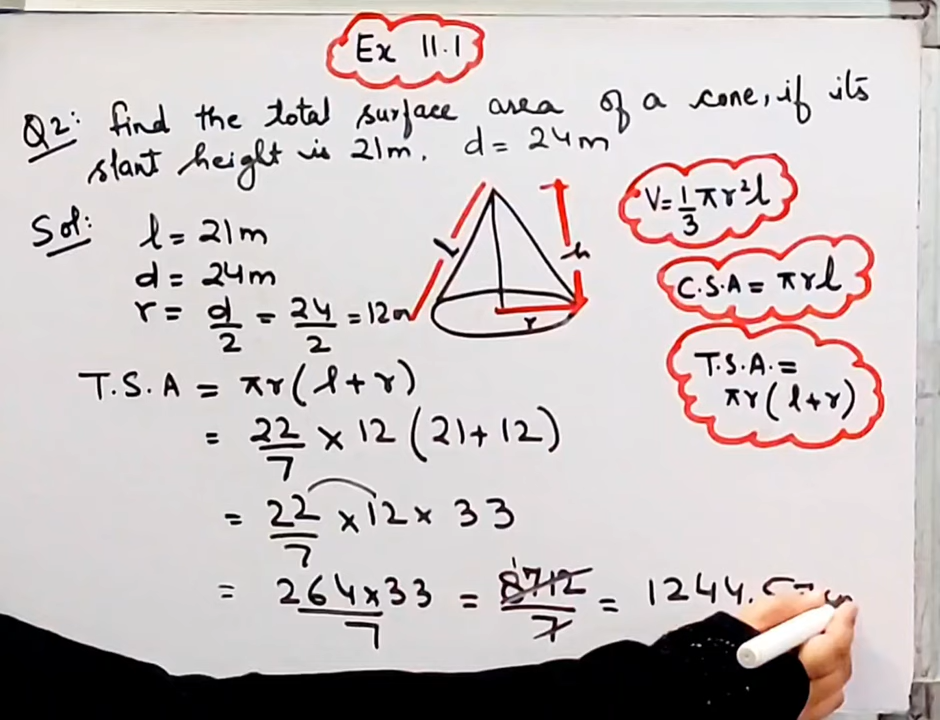 Ex 11.1
Q2: find the total surface area of a cone, if its
slant height is 21m. d = 24m
Sol: l = 21m
d = 24m
r = d/2 = 24/2 = 12m
l
h
r
V = 1/3 πr²l
C.S.A = πrl
T.S.A. =
πr(l+r)
T.S.A = πr(l+r)
= 22/7 × 12 (21+12)
= 22/7 × 12 × 33
= 264×33/7 = 8712/7 = 1244.57